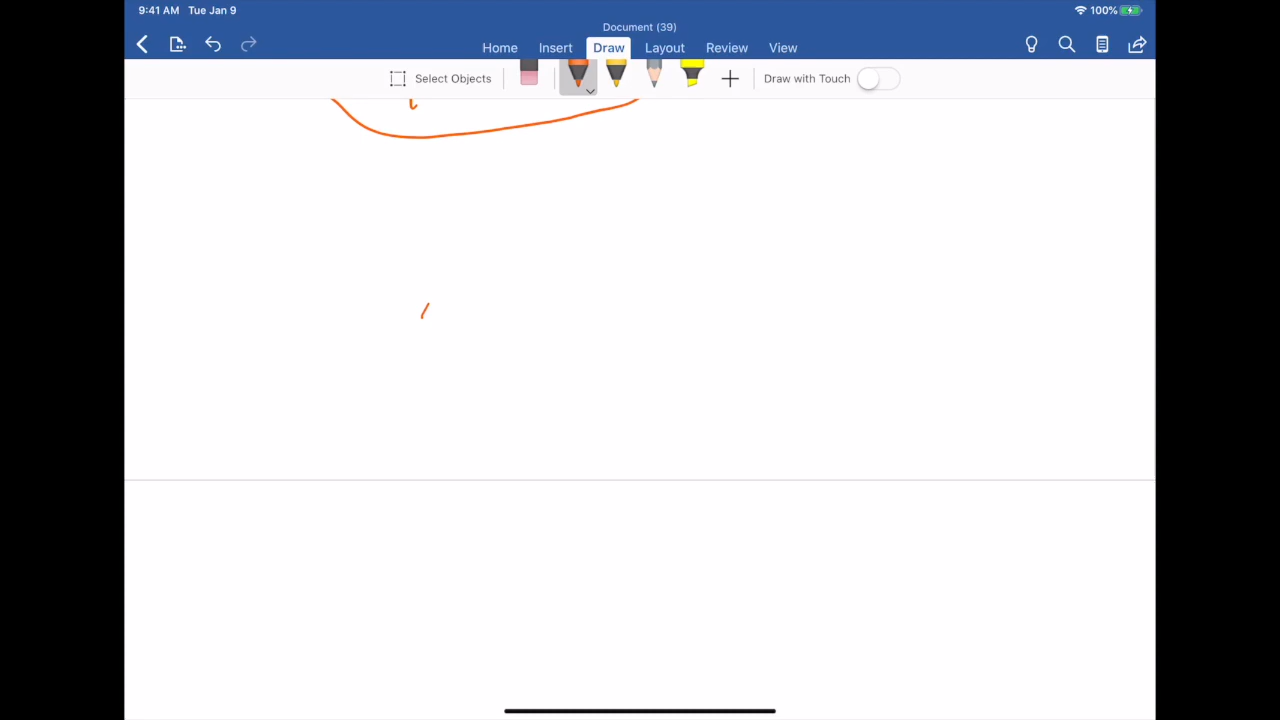 9:41 AM Tue Jan 9 100%
Document (39)
Home Insert Draw Layout Review View
Select Objects Draw with Touch